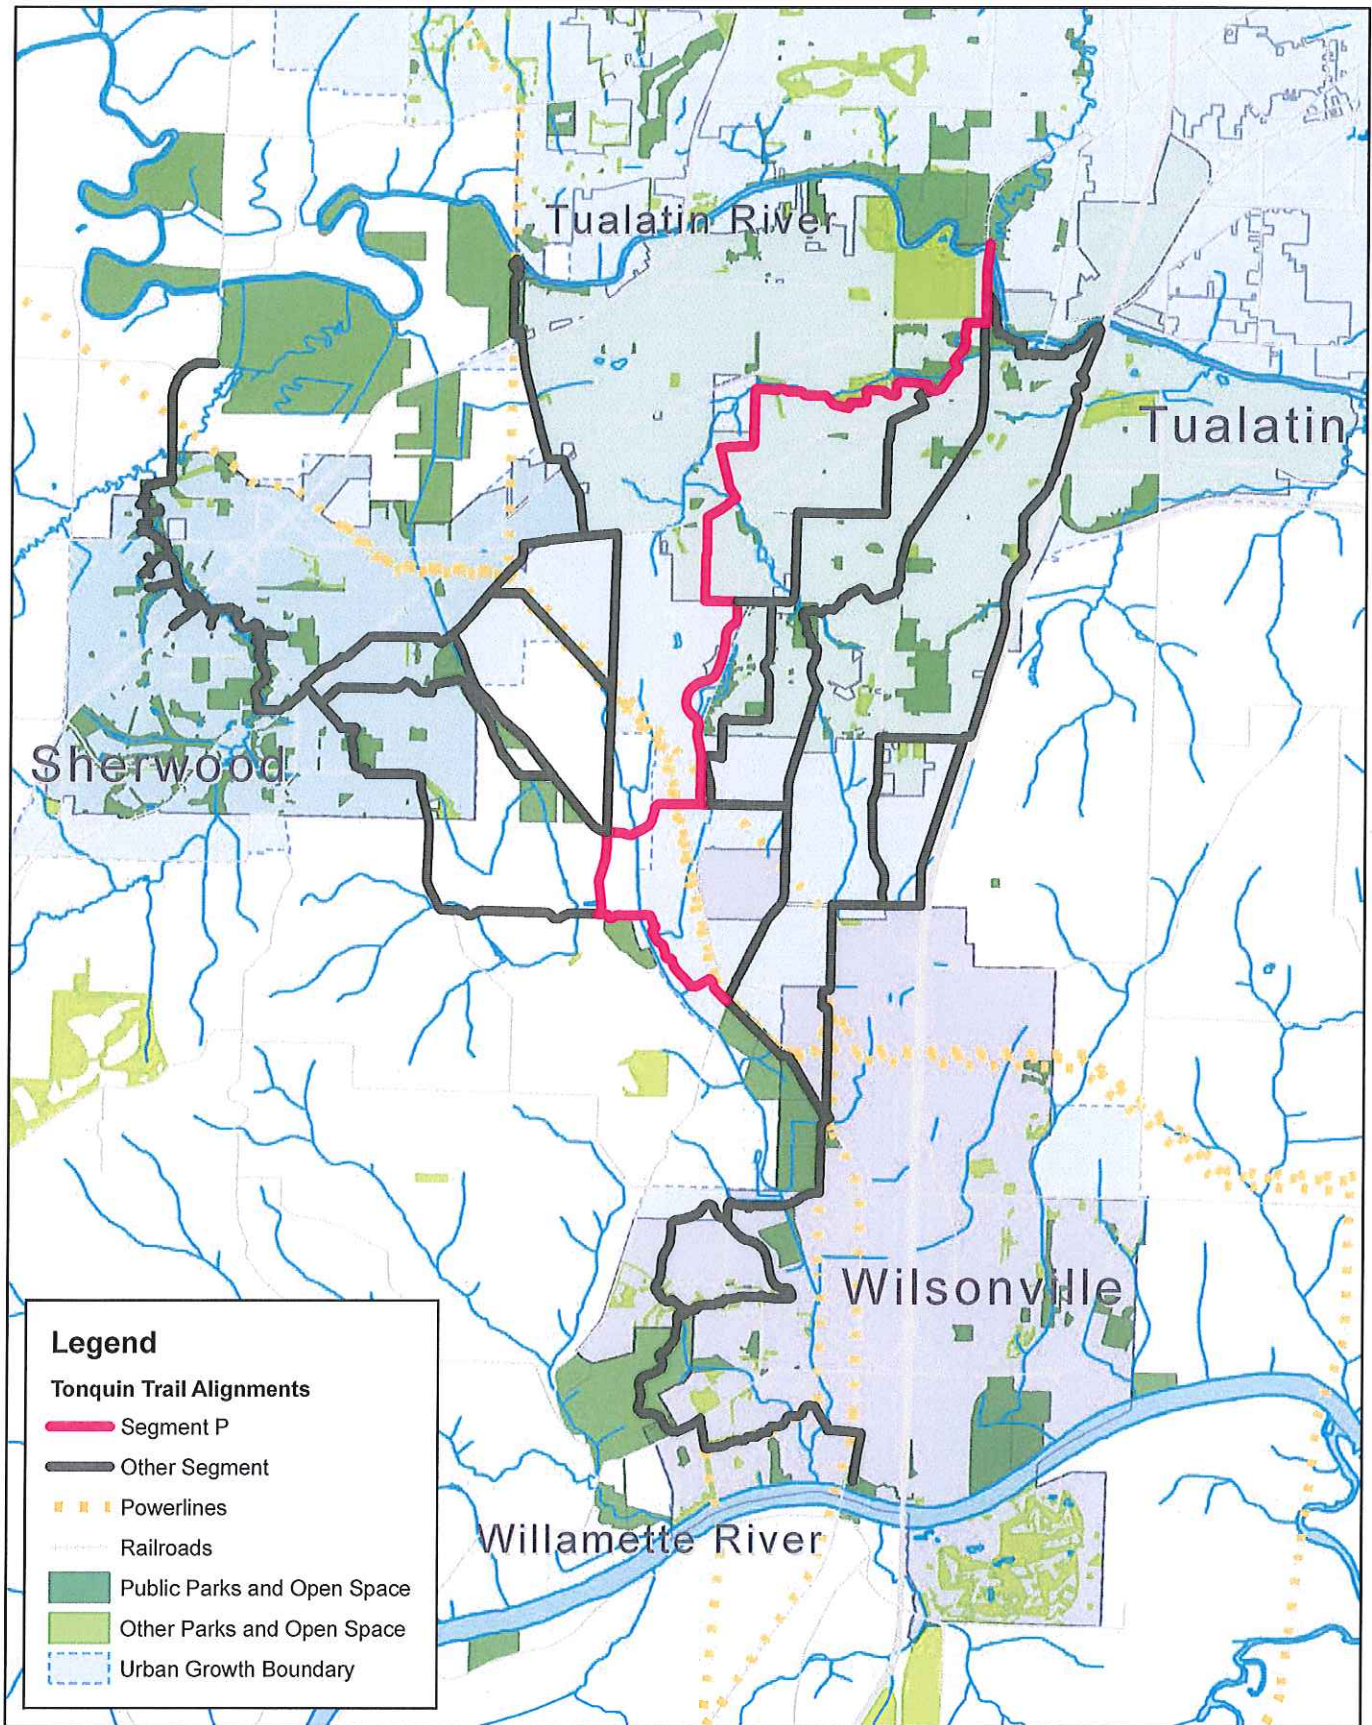 Tualatin River
Tualatin
Sherwood
Wilsonville
Willamette River
Legend
Tonquin Trail Alignments
Segment P
Other Segment
Powerlines
Railroads
Public Parks and Open Space
Other Parks and Open Space
Urban Growth Boundary